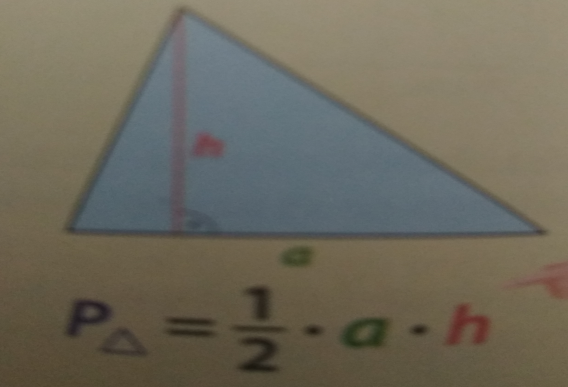 h
a
P△ = 1/2 · a · h